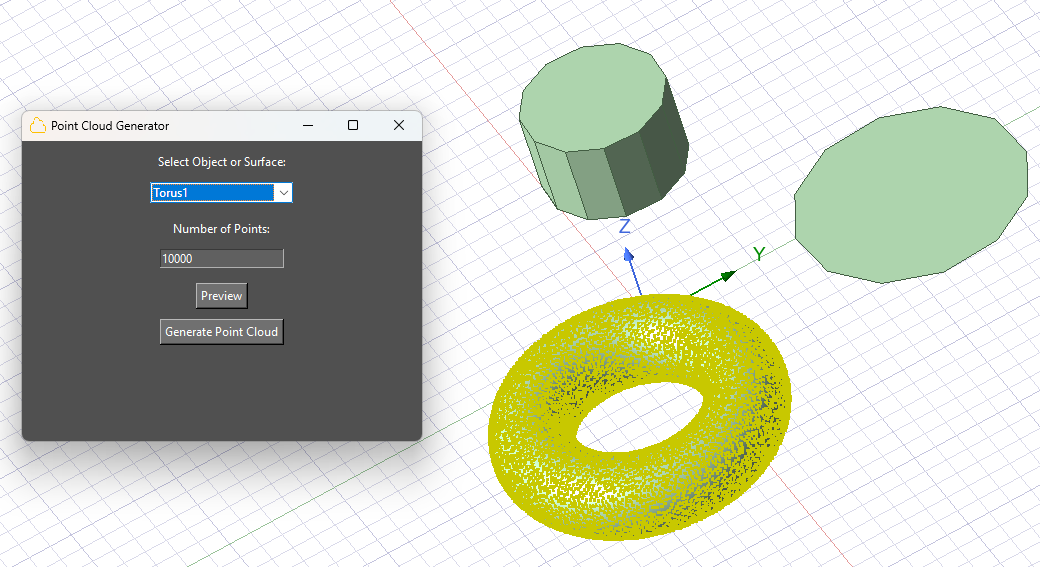 Point Cloud Generator
Select Object or Surface:
Torus1
Number of Points:
10000
Preview
Generate Point Cloud
Z
Y